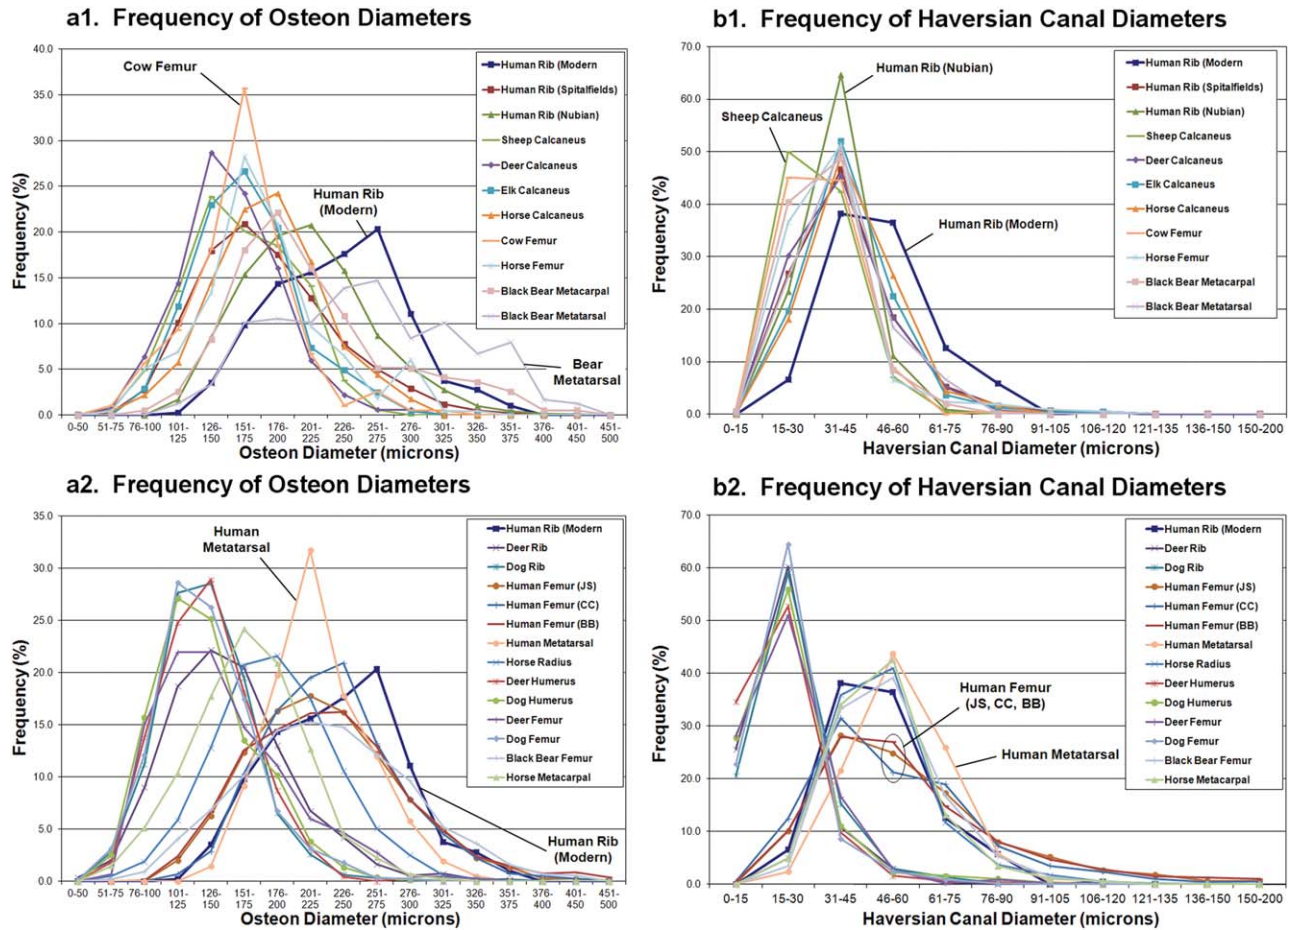 a1. Frequency of Osteon Diameters
40.0
35.0
30.0
25.0
20.0
15.0
10.0
5.0
0.0
Frequency (%)
Cow Femur
Human Rib
(Modern)
Bear
Metatarsal
Human Rib (Modern
Human Rib (Spitalfields)
Human Rib (Nubian)
Sheep Calcaneus
Deer Calcaneus
Elk Calcaneus
Horse Calcaneus
Cow Femur
Horse Femur
Black Bear Metacarpal
Black Bear Metatarsal
0-50 51-75 76-100 101- 126- 151- 176- 201- 226- 251- 276- 301- 326- 351- 376- 401- 451-
125 150 175 200 225 250 275 300 325 350 375 400 450 500
Osteon Diameter (microns)
b1. Frequency of Haversian Canal Diameters
70.0
60.0
50.0
40.0
30.0
20.0
10.0
0.0
Frequency (%)
Human Rib (Nubian)
Sheep Calcaneus
Human Rib (Modern)
Human Rib (Modern
Human Rib (Spitalfields)
Human Rib (Nubian)
Sheep Calcaneus
Deer Calcaneus
Elk Calcaneus
Horse Calcaneus
Cow Femur
Horse Femur
Black Bear Metacarpal
Black Bear Metatarsal
0-15 15-30 31-45 46-60 61-75 76-90 91-105 106-120 121-135 136-150 150-200
Haversian Canal Diameter (microns)
a2. Frequency of Osteon Diameters
35.0
30.0
25.0
20.0
15.0
10.0
5.0
0.0
Frequency (%)
Human
Metatarsal
Human Rib
(Modern)
Human Rib (Modern
Deer Rib
Dog Rib
Human Femur (JS)
Human Femur (CC)
Human Femur (BB)
Human Metatarsal
Horse Radius
Deer Humerus
Dog Humerus
Deer Femur
Dog Femur
Black Bear Femur
Horse Metacarpal
0-50 51-75 76-100 101- 126- 151- 176- 201- 226- 251- 276- 301- 326- 351- 376- 401- 451-
125 150 175 200 225 250 275 300 325 350 375 400 450 500
Osteon Diameter (microns)
b2. Frequency of Haversian Canal Diameters
70.0
60.0
50.0
40.0
30.0
20.0
10.0
0.0
Frequency (%)
Human Femur
(JS, CC, BB)
Human Metatarsal
Human Rib (Modern
Deer Rib
Dog Rib
Human Femur (JS)
Human Femur (CC)
Human Femur (BB)
Human Metatarsal
Horse Radius
Deer Humerus
Dog Humerus
Deer Femur
Dog Femur
Black Bear Femur
Horse Metacarpal
0-15 15-30 31-45 46-60 61-75 76-90 91-105 106-120 121-135 136-150 150-200
Haversian Canal Diameter (microns)